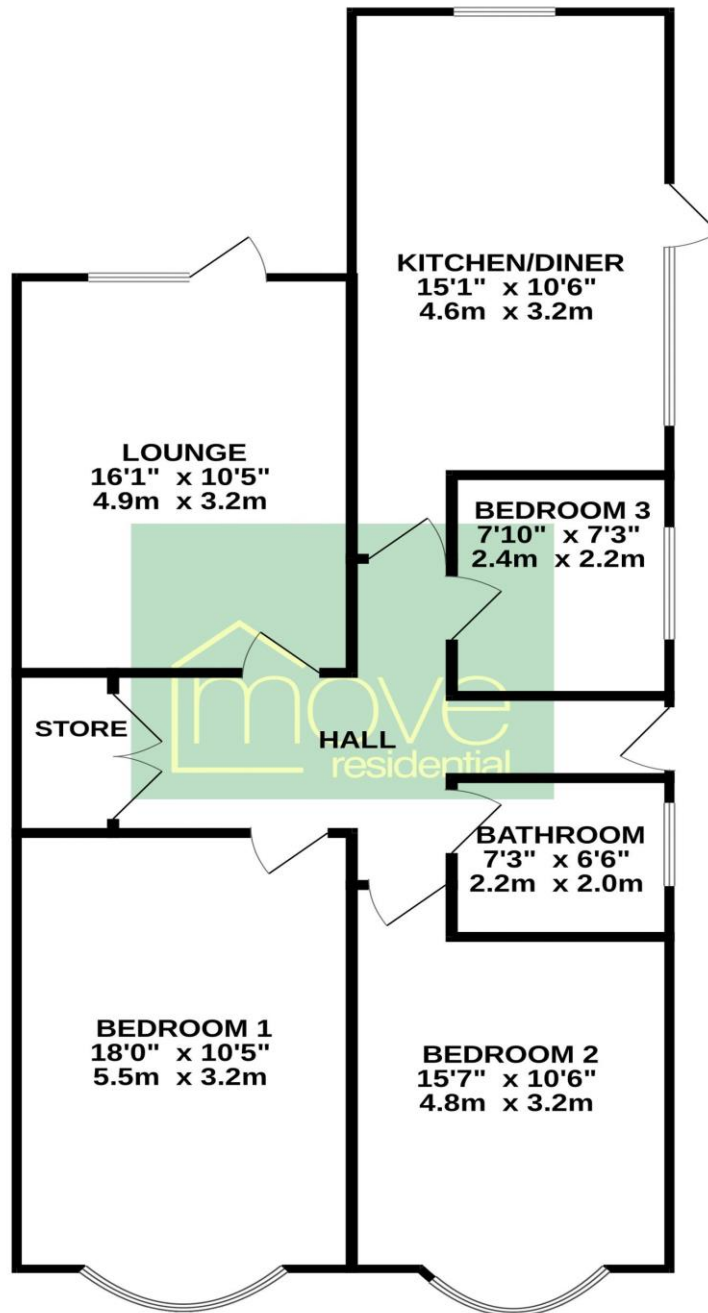 KITCHEN/DINER
15'1" x 10'6"
4.6m x 3.2m
LOUNGE
16'1" x 10'5"
4.9m x 3.2m
BEDROOM 3
7'10" x 7'3"
2.4m x 2.2m
STORE
HALL
move
residential
BATHROOM
7'3" x 6'6"
2.2m x 2.0m
BEDROOM 1
18'0" x 10'5"
5.5m x 3.2m
BEDROOM 2
15'7" x 10'6"
4.8m x 3.2m